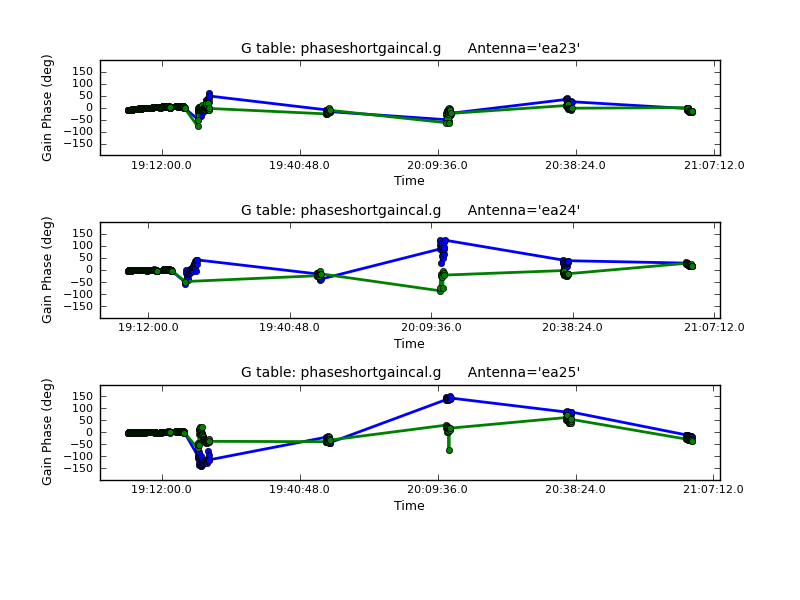 G table: phaseshortgaincal.g Antenna='ea23'
Gain Phase (deg)
150
100
50
0
−50
−100
−150
19:12:00.0 19:40:48.0 20:09:36.0 20:38:24.0 21:07:12.0
Time
G table: phaseshortgaincal.g Antenna='ea24'
Gain Phase (deg)
150
100
50
0
−50
−100
−150
19:12:00.0 19:40:48.0 20:09:36.0 20:38:24.0 21:07:12.0
Time
G table: phaseshortgaincal.g Antenna='ea25'
Gain Phase (deg)
150
100
50
0
−50
−100
−150
19:12:00.0 19:40:48.0 20:09:36.0 20:38:24.0 21:07:12.0
Time